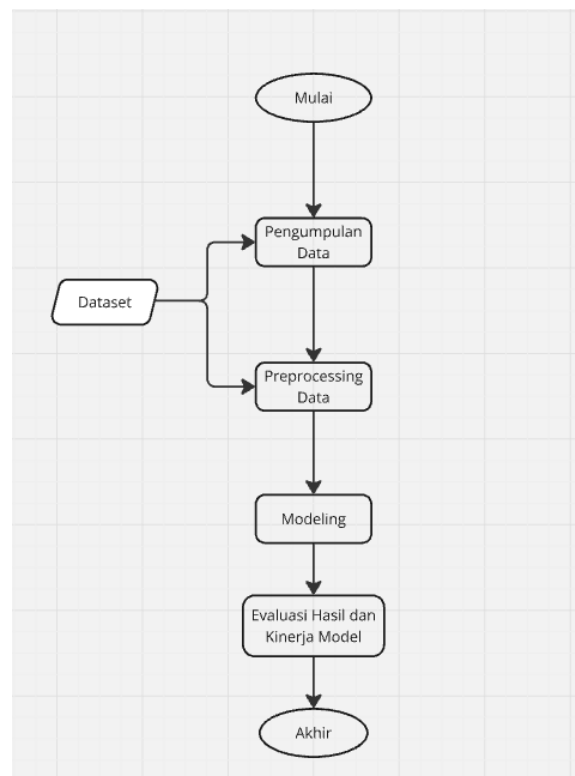 Mulai
Pengumpulan
Data
Dataset
Preprocessing
Data
Modeling
Evaluasi Hasil dan
Kinerja Model
Akhir